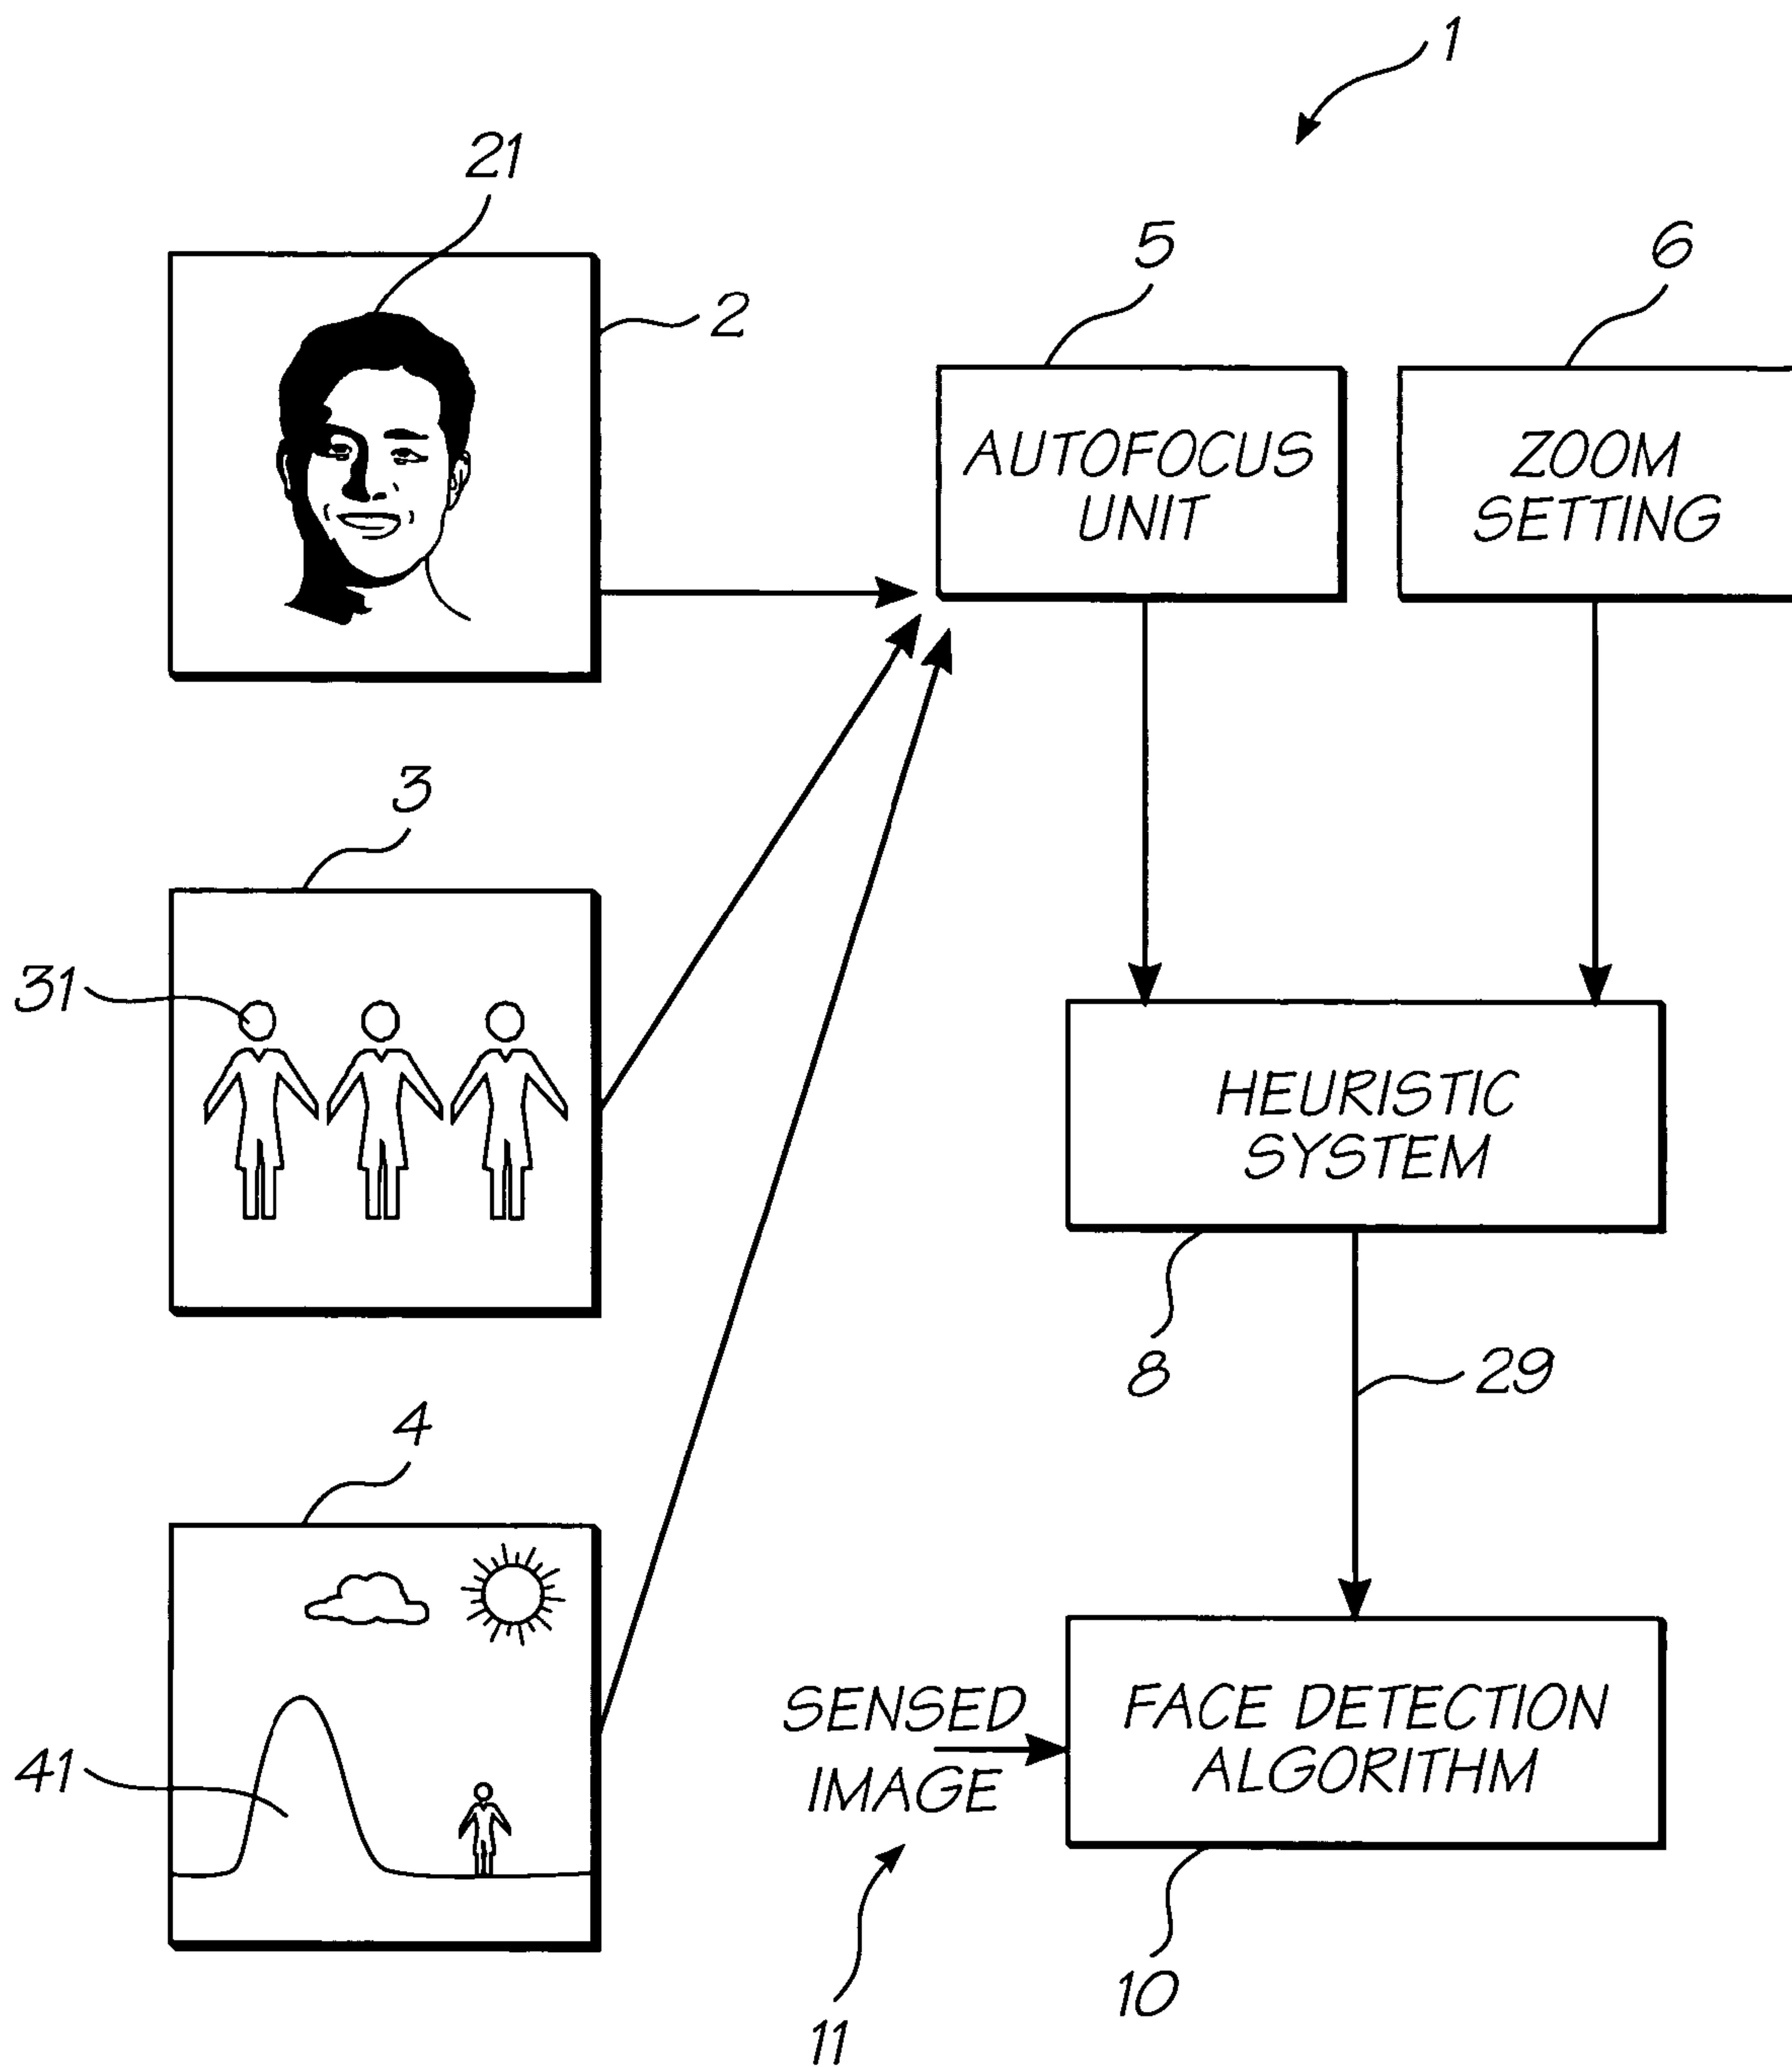 1
21
2
5
6
AUTOFOCUS
UNIT
ZOOM
SETTING
3
31
HEURISTIC
SYSTEM
8
29
4
41
SENSED
IMAGE
FACE DETECTION
ALGORITHM
10
11